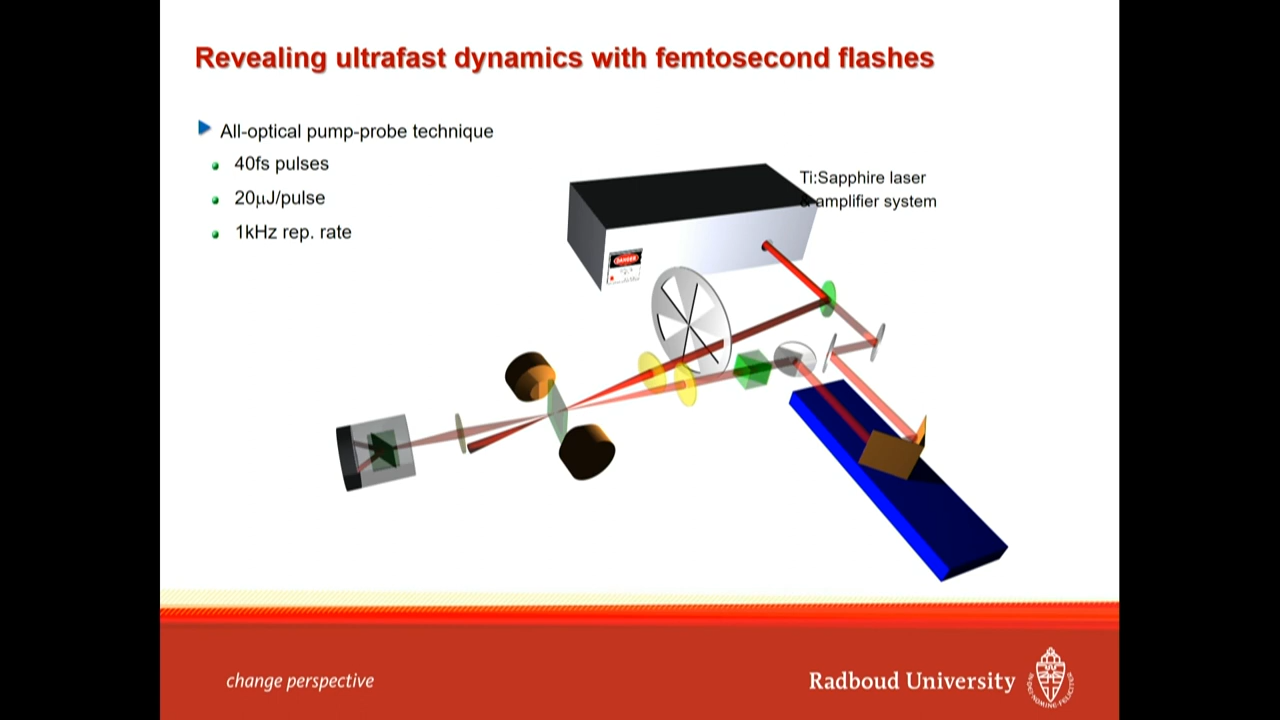 Revealing ultrafast dynamics with femtosecond flashes
All-optical pump-probe technique
40fs pulses
20μJ/pulse
1kHz rep. rate
Ti:Sapphire laser
& amplifier system
DANGER
change perspective
Radboud University